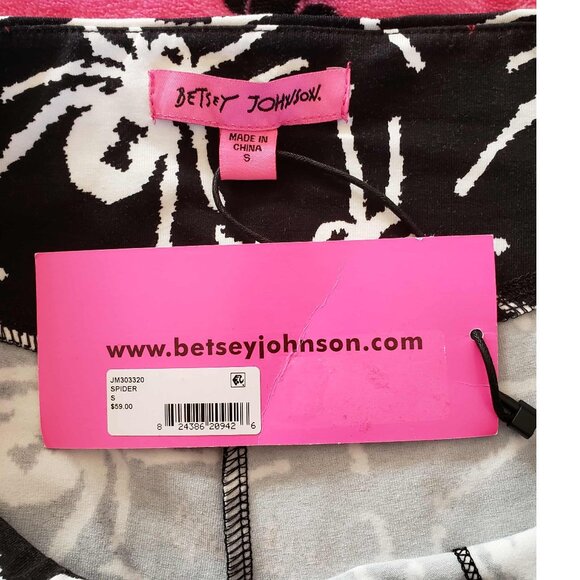 BETSEY JOHNSON.
MADE IN
CHINA
S
www.betseyjohnson.com
JM303320
SPIDER
S
$59.00
8 24386 20942 6